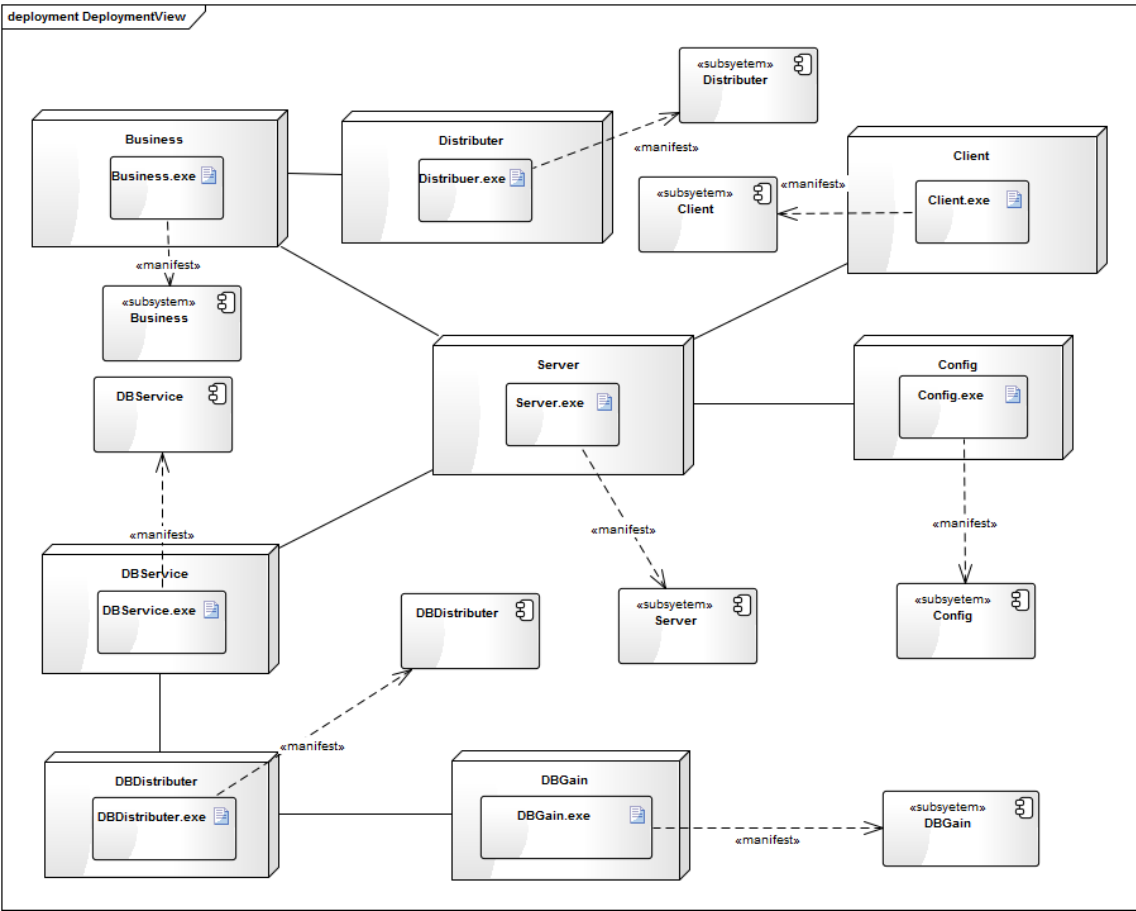 deployment DeploymentView
«subsyetem»
Distributer
Business
Business.exe
Distributer
Distribuer.exe
«manifest»
Client
Client.exe
«manifest»
«subsyetem»
Client
«manifest»
«subsystem»
Business
DBService
Server
Server.exe
Config
Config.exe
«manifest»
«manifest»
«manifest»
DBService
DBService.exe
DBDistributer
«subsyetem»
Server
«subsyetem»
Config
«manifest»
DBDistributer
DBDistributer.exe
DBGain
DBGain.exe
«manifest»
«subsyetem»
DBGain